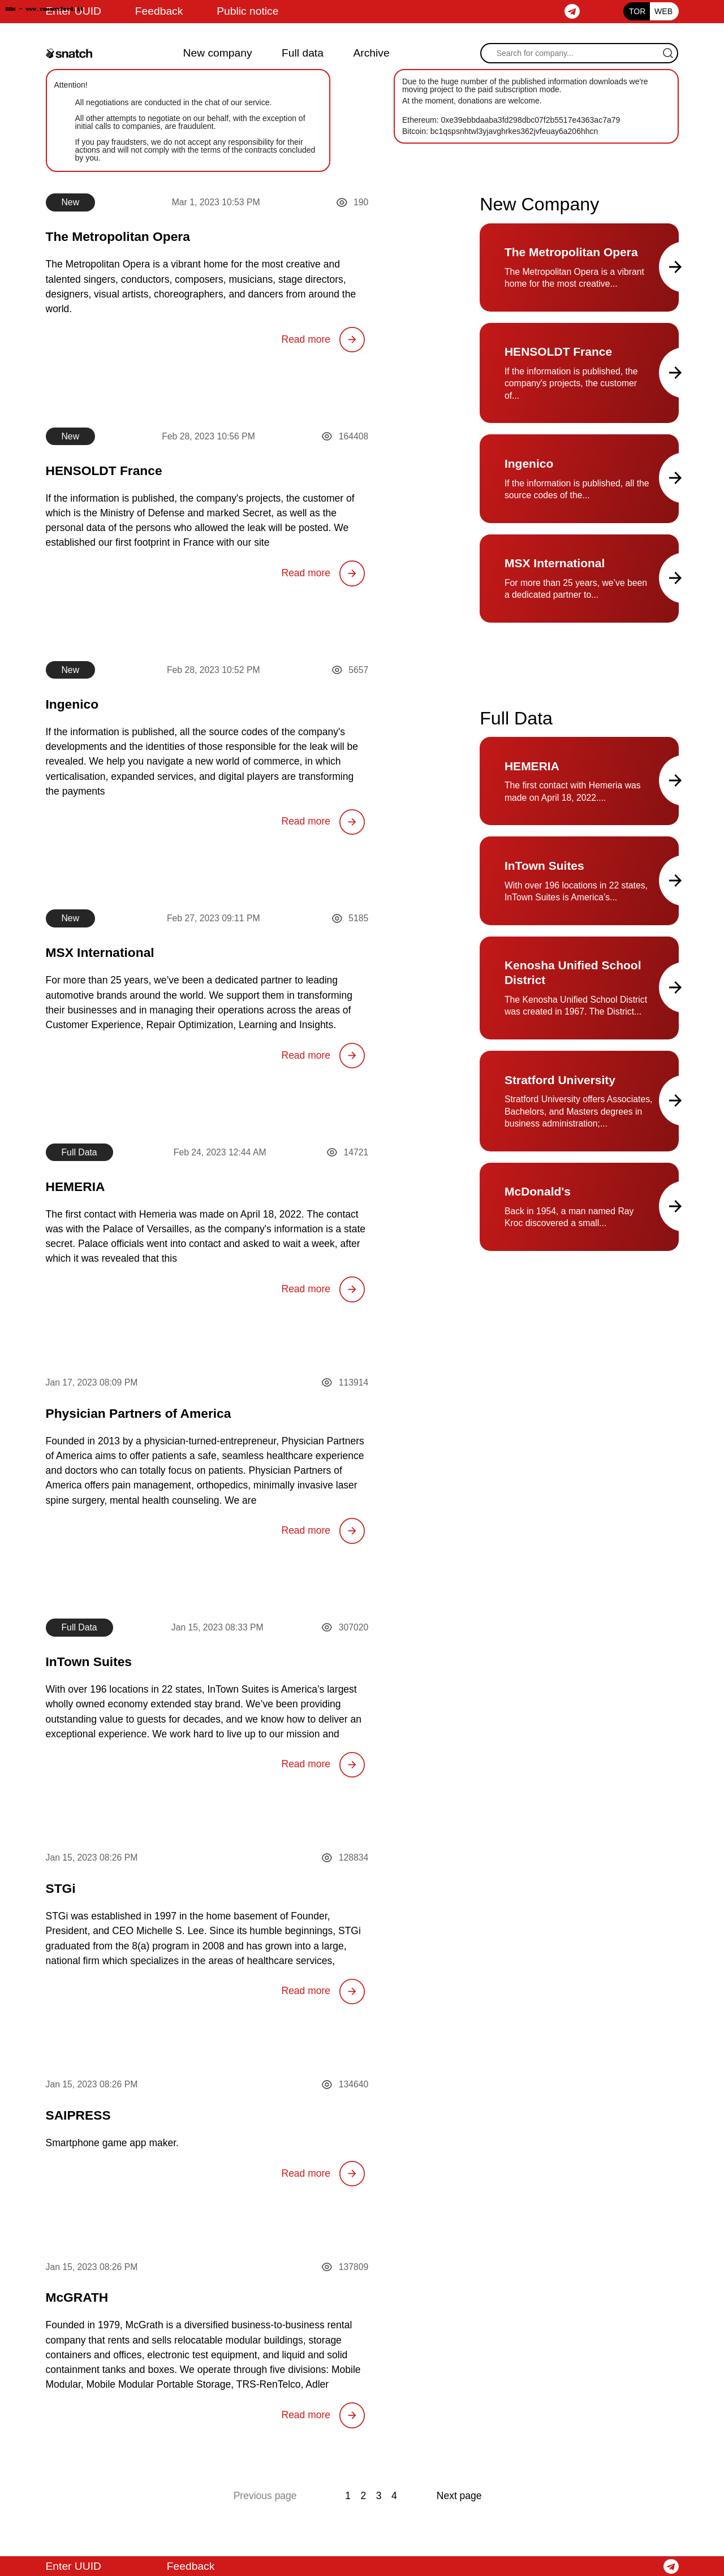 Enter UUID Feedback Public notice TOR WEB
snatch New company Full data Archive Search for company...
Attention!
All negotiations are conducted in the chat of our service.
All other attempts to negotiate on our behalf, with the exception of
initial calls to companies, are fraudulent.
If you pay fraudsters, we do not accept any responsibility for their
actions and will not comply with the terms of the contracts concluded
by you.
Due to the huge number of the published information downloads we're
moving project to the paid subscription mode.
At the moment, donations are welcome.
Ethereum: 0xe39ebbdaaba3fd298dbc07f2b5517e4363ac7a79
Bitcoin: bc1qspsnhtwl3yjavghrkes362jvfeuay6a206hhcn
New Mar 1, 2023 10:53 PM 190
The Metropolitan Opera
The Metropolitan Opera is a vibrant home for the most creative and
talented singers, conductors, composers, musicians, stage directors,
designers, visual artists, choreographers, and dancers from around the
world.
Read more
New Feb 28, 2023 10:56 PM 164408
HENSOLDT France
If the information is published, the company's projects, the customer of
which is the Ministry of Defense and marked Secret, as well as the
personal data of the persons who allowed the leak will be posted. We
established our first footprint in France with our site
Read more
New Feb 28, 2023 10:52 PM 5657
Ingenico
If the information is published, all the source codes of the company's
developments and the identities of those responsible for the leak will be
revealed. We help you navigate a new world of commerce, in which
verticalisation, expanded services, and digital players are transforming
the payments
Read more
New Feb 27, 2023 09:11 PM 5185
MSX International
For more than 25 years, we've been a dedicated partner to leading
automotive brands around the world. We support them in transforming
their businesses and in managing their operations across the areas of
Customer Experience, Repair Optimization, Learning and Insights.
Read more
Full Data Feb 24, 2023 12:44 AM 14721
HEMERIA
The first contact with Hemeria was made on April 18, 2022. The contact
was with the Palace of Versailles, as the company's information is a state
secret. Palace officials went into contact and asked to wait a week, after
which it was revealed that this
Read more
Jan 17, 2023 08:09 PM 113914
Physician Partners of America
Founded in 2013 by a physician-turned-entrepreneur, Physician Partners
of America aims to offer patients a safe, seamless healthcare experience
and doctors who can totally focus on patients. Physician Partners of
America offers pain management, orthopedics, minimally invasive laser
spine surgery, mental health counseling. We are
Read more
Full Data Jan 15, 2023 08:33 PM 307020
InTown Suites
With over 196 locations in 22 states, InTown Suites is America's largest
wholly owned economy extended stay brand. We've been providing
outstanding value to guests for decades, and we know how to deliver an
exceptional experience. We work hard to live up to our mission and
Read more
Jan 15, 2023 08:26 PM 128834
STGi
STGi was established in 1997 in the home basement of Founder,
President, and CEO Michelle S. Lee. Since its humble beginnings, STGi
graduated from the 8(a) program in 2008 and has grown into a large,
national firm which specializes in the areas of healthcare services,
Read more
Jan 15, 2023 08:26 PM 134640
SAIPRESS
Smartphone game app maker.
Read more
Jan 15, 2023 08:26 PM 137809
McGRATH
Founded in 1979, McGrath is a diversified business-to-business rental
company that rents and sells relocatable modular buildings, storage
containers and offices, electronic test equipment, and liquid and solid
containment tanks and boxes. We operate through five divisions: Mobile
Modular, Mobile Modular Portable Storage, TRS-RenTelco, Adler
Read more
New Company
The Metropolitan Opera
The Metropolitan Opera is a vibrant
home for the most creative...
HENSOLDT France
If the information is published, the
company's projects, the customer
of...
Ingenico
If the information is published, all the
source codes of the...
MSX International
For more than 25 years, we've been
a dedicated partner to...
Full Data
HEMERIA
The first contact with Hemeria was
made on April 18, 2022....
InTown Suites
With over 196 locations in 22 states,
InTown Suites is America's...
Kenosha Unified School
District
The Kenosha Unified School District
was created in 1967. The District...
Stratford University
Stratford University offers Associates,
Bachelors, and Masters degrees in
business administration;...
McDonald's
Back in 1954, a man named Ray
Kroc discovered a small...
Previous page 1 2 3 4 Next page
Enter UUID Feedback